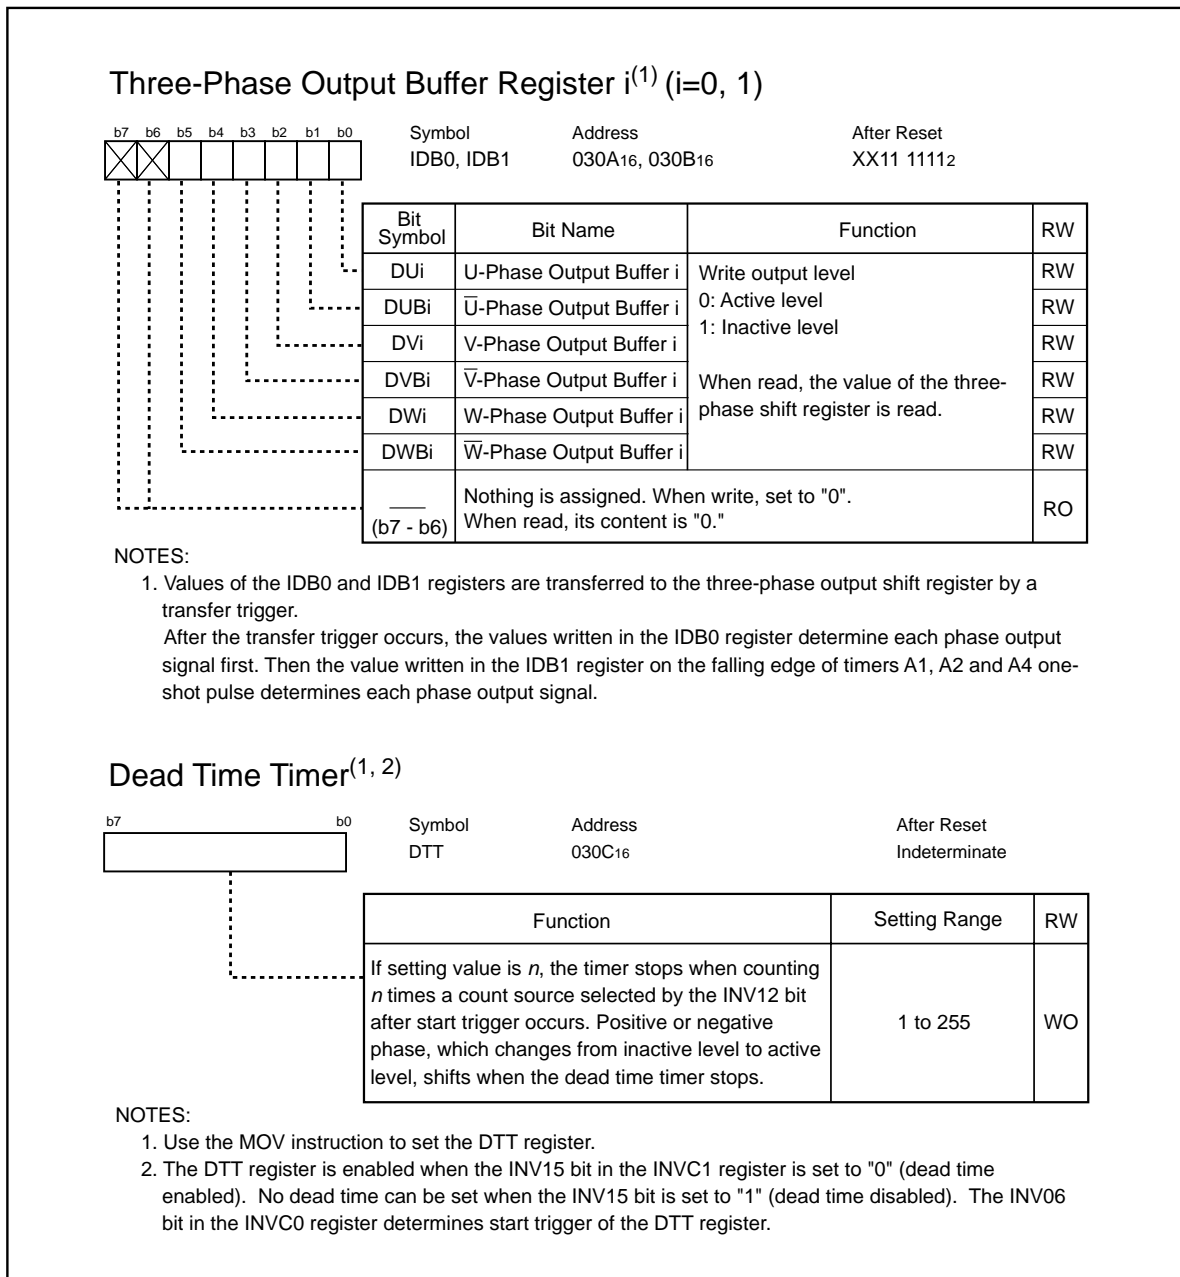 Three-Phase Output Buffer Register i(1) (i=0, 1)
b7 b6 b5 b4 b3 b2 b1 b0
Symbol Address After Reset
IDB0, IDB1 030A16, 030B16 XX11 11112
Bit Symbol Bit Name Function RW
DUi U-Phase Output Buffer i RW
DUBi U̅-Phase Output Buffer i RW
DVi V-Phase Output Buffer i RW
DVBi V̅-Phase Output Buffer i RW
DWi W-Phase Output Buffer i RW
DWBi W̅-Phase Output Buffer i RW
Write output level
0: Active level
1: Inactive level
When read, the value of the three-
phase shift register is read.
(b7 - b6)
Nothing is assigned. When write, set to "0".
When read, its content is "0."
RO
NOTES:
1. Values of the IDB0 and IDB1 registers are transferred to the three-phase output shift register by a
transfer trigger.
After the transfer trigger occurs, the values written in the IDB0 register determine each phase output
signal first. Then the value written in the IDB1 register on the falling edge of timers A1, A2 and A4 one-
shot pulse determines each phase output signal.
Dead Time Timer(1, 2)
b7 b0
Symbol Address After Reset
DTT 030C16 Indeterminate
Function Setting Range RW
If setting value is n, the timer stops when counting
n times a count source selected by the INV12 bit
after start trigger occurs. Positive or negative
phase, which changes from inactive level to active
level, shifts when the dead time timer stops.
1 to 255 WO
NOTES:
1. Use the MOV instruction to set the DTT register.
2. The DTT register is enabled when the INV15 bit in the INVC1 register is set to "0" (dead time
enabled). No dead time can be set when the INV15 bit is set to "1" (dead time disabled). The INV06
bit in the INVC0 register determines start trigger of the DTT register.